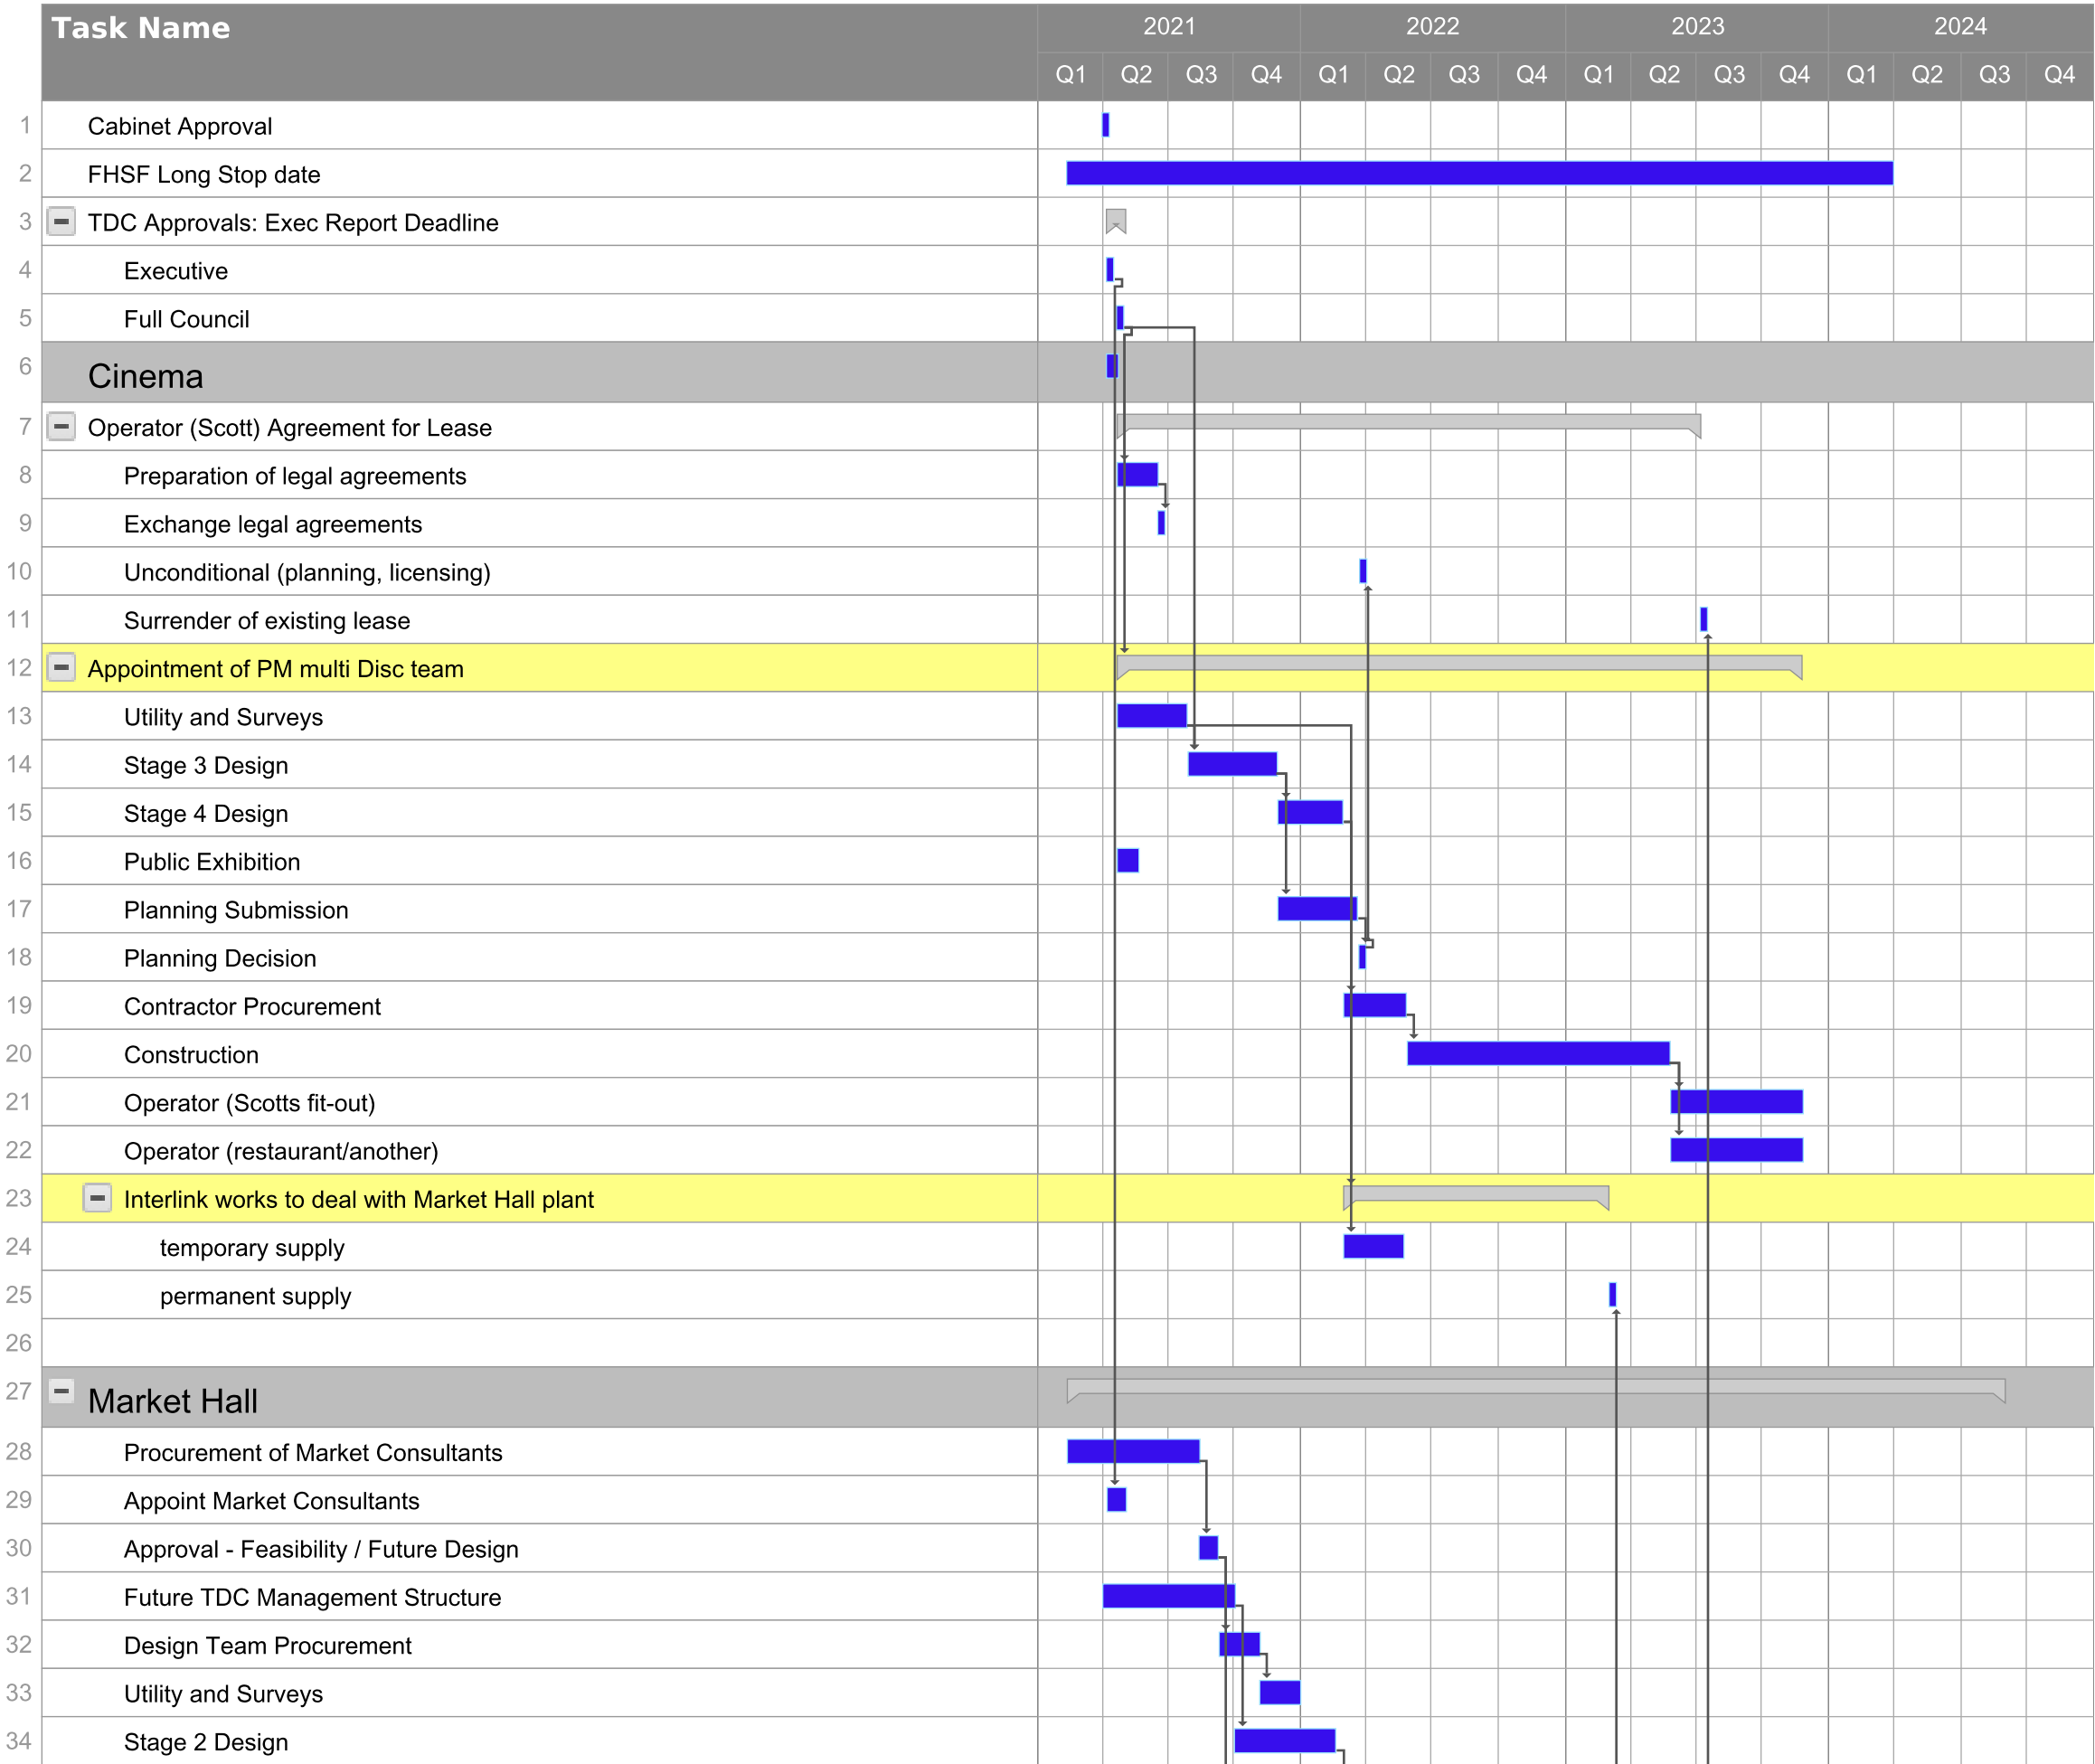 Task Name
2021 2022 2023 2024
Q1 Q2 Q3 Q4 Q1 Q2 Q3 Q4 Q1 Q2 Q3 Q4 Q1 Q2 Q3 Q4
1 Cabinet Approval
2 FHSF Long Stop date
3 TDC Approvals: Exec Report Deadline
4 Executive
5 Full Council
6 Cinema
7 Operator (Scott) Agreement for Lease
8 Preparation of legal agreements
9 Exchange legal agreements
10 Unconditional (planning, licensing)
11 Surrender of existing lease
12 Appointment of PM multi Disc team
13 Utility and Surveys
14 Stage 3 Design
15 Stage 4 Design
16 Public Exhibition
17 Planning Submission
18 Planning Decision
19 Contractor Procurement
20 Construction
21 Operator (Scotts fit-out)
22 Operator (restaurant/another)
23 Interlink works to deal with Market Hall plant
24 temporary supply
25 permanent supply
26
27 Market Hall
28 Procurement of Market Consultants
29 Appoint Market Consultants
30 Approval - Feasibility / Future Design
31 Future TDC Management Structure
32 Design Team Procurement
33 Utility and Surveys
34 Stage 2 Design